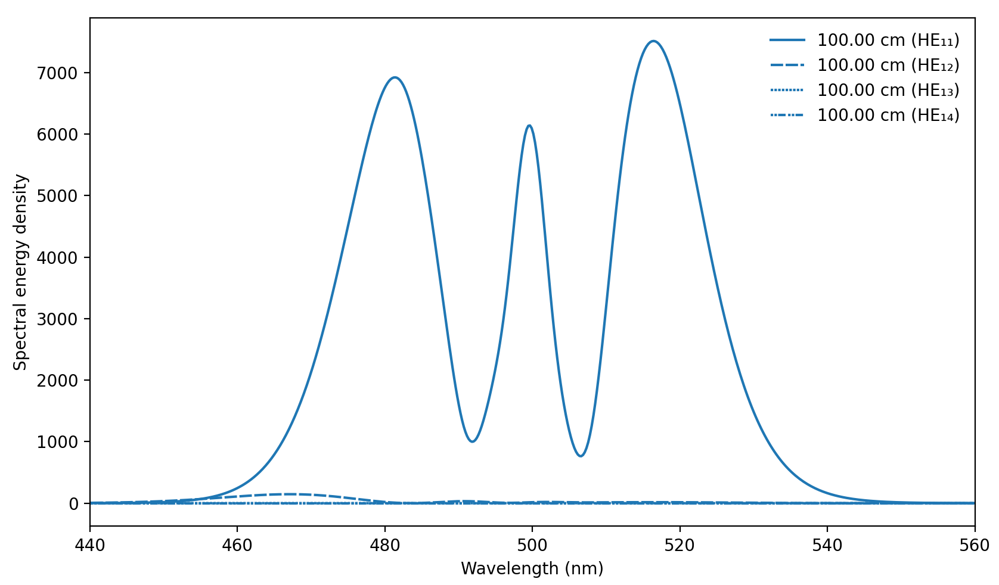 100.00 cm (HE₁₁)
100.00 cm (HE₁₂)
100.00 cm (HE₁₃)
100.00 cm (HE₁₄)
7000
6000
5000
4000
3000
2000
1000
0
Spectral energy density
440 460 480 500 520 540 560
Wavelength (nm)